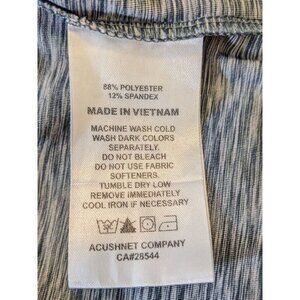 88% POLYESTER
12% SPANDEX
MADE IN VIETNAM
MACHINE WASH COLD
WASH DARK COLORS
SEPARATELY.
DO NOT BLEACH
DO NOT USE FABRIC
SOFTENERS.
TUMBLE DRY LOW
REMOVE IMMEDIATELY
COOL IRON IF NECESSARY.
ACUSHNET COMPANY
CA#28544